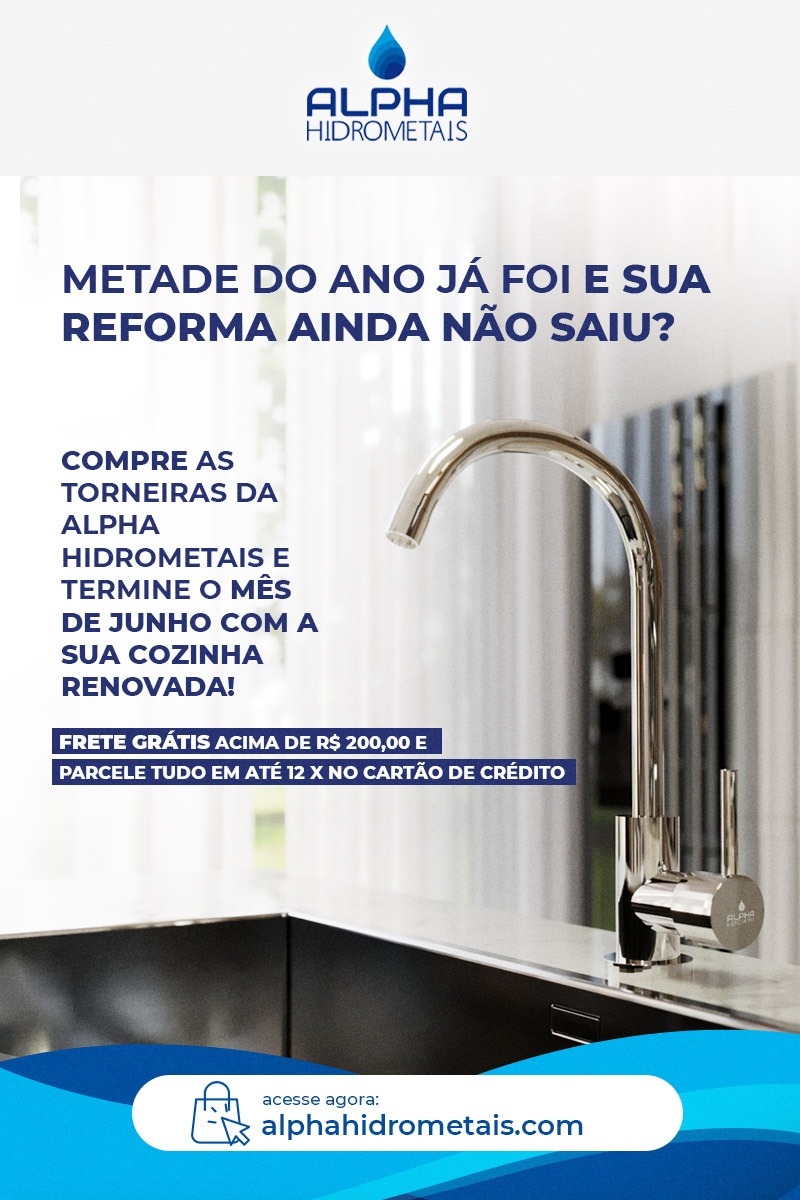 ALPHA
HIDROMETAIS
METADE DO ANO JÁ FOI E SUA
REFORMA AINDA NÃO SAIU?
COMPRE AS
TORNEIRAS DA
ALPHA
HIDROMETAIS E
TERMINE O MÊS
DE JUNHO COM A
SUA COZINHA
RENOVADA!
FRETE GRÁTIS ACIMA DE R$ 200,00 E
PARCELE TUDO EM ATÉ 12 X NO CARTÃO DE CRÉDITO
ALPHA
HIDROMETAIS
acesse agora:
alphahidrometais.com